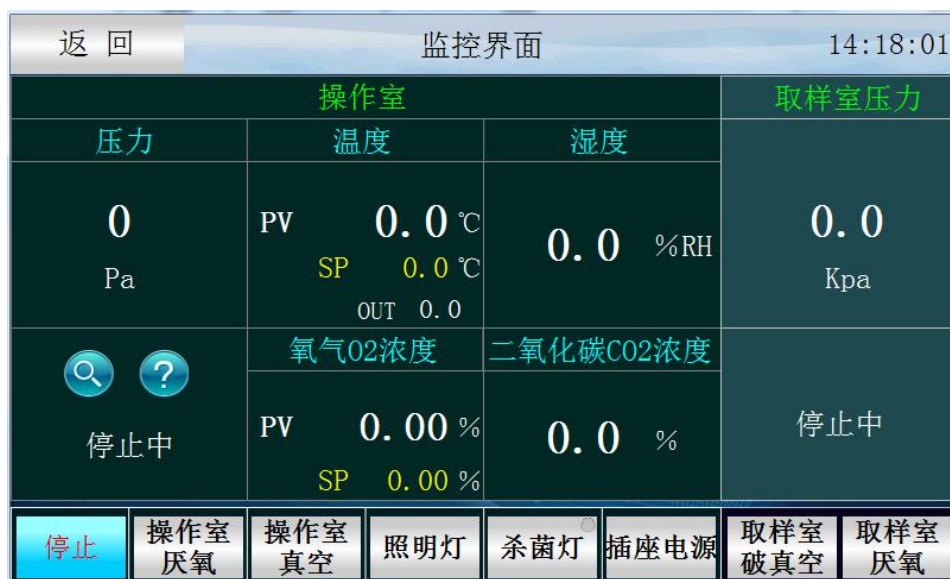 返 回
监控界面
14:18:01
操作室
取样室压力
压力
温度
湿度
0
Pa
PV 0.0 ℃
SP 0.0 ℃
OUT 0.0
0.0 %RH
0.0
Kpa
氧气O2浓度
二氧化碳CO2浓度
?
停止中
PV 0.00 %
SP 0.00 %
0.0 %
停止中
停止
操作室
厌氧
操作室
真空
照明灯
杀菌灯
插座电源
取样室
破真空
取样室
厌氧